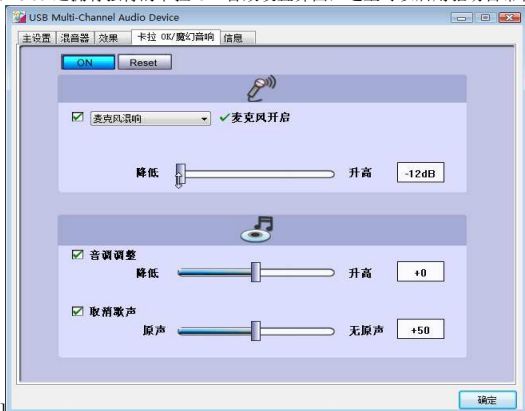 USB Multi-Channel Audio Device
主设置 混音器 效果 卡拉 OK/魔幻音响 信息
ON Reset
麦克风混响 ✓麦克风开启
降低 升高 -12dB
音调调整
降低 升高 +0
取消歌声
原声 无原声 +50
确定